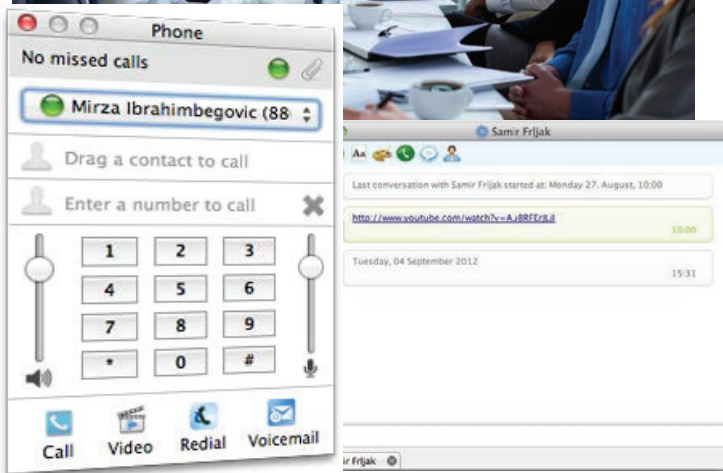 Phone
No missed calls
Mirza Ibrahimbegovic (88
Drag a contact to call
Enter a number to call
1 2 3
4 5 6
7 8 9
* 0 #
Call Video Redial Voicemail
Samir Frljak
Aa
Last conversation with Samir Frljak started at: Monday 27. August, 10:00
10:00
Tuesday, 04 September 2012
15:31
ir Frljak